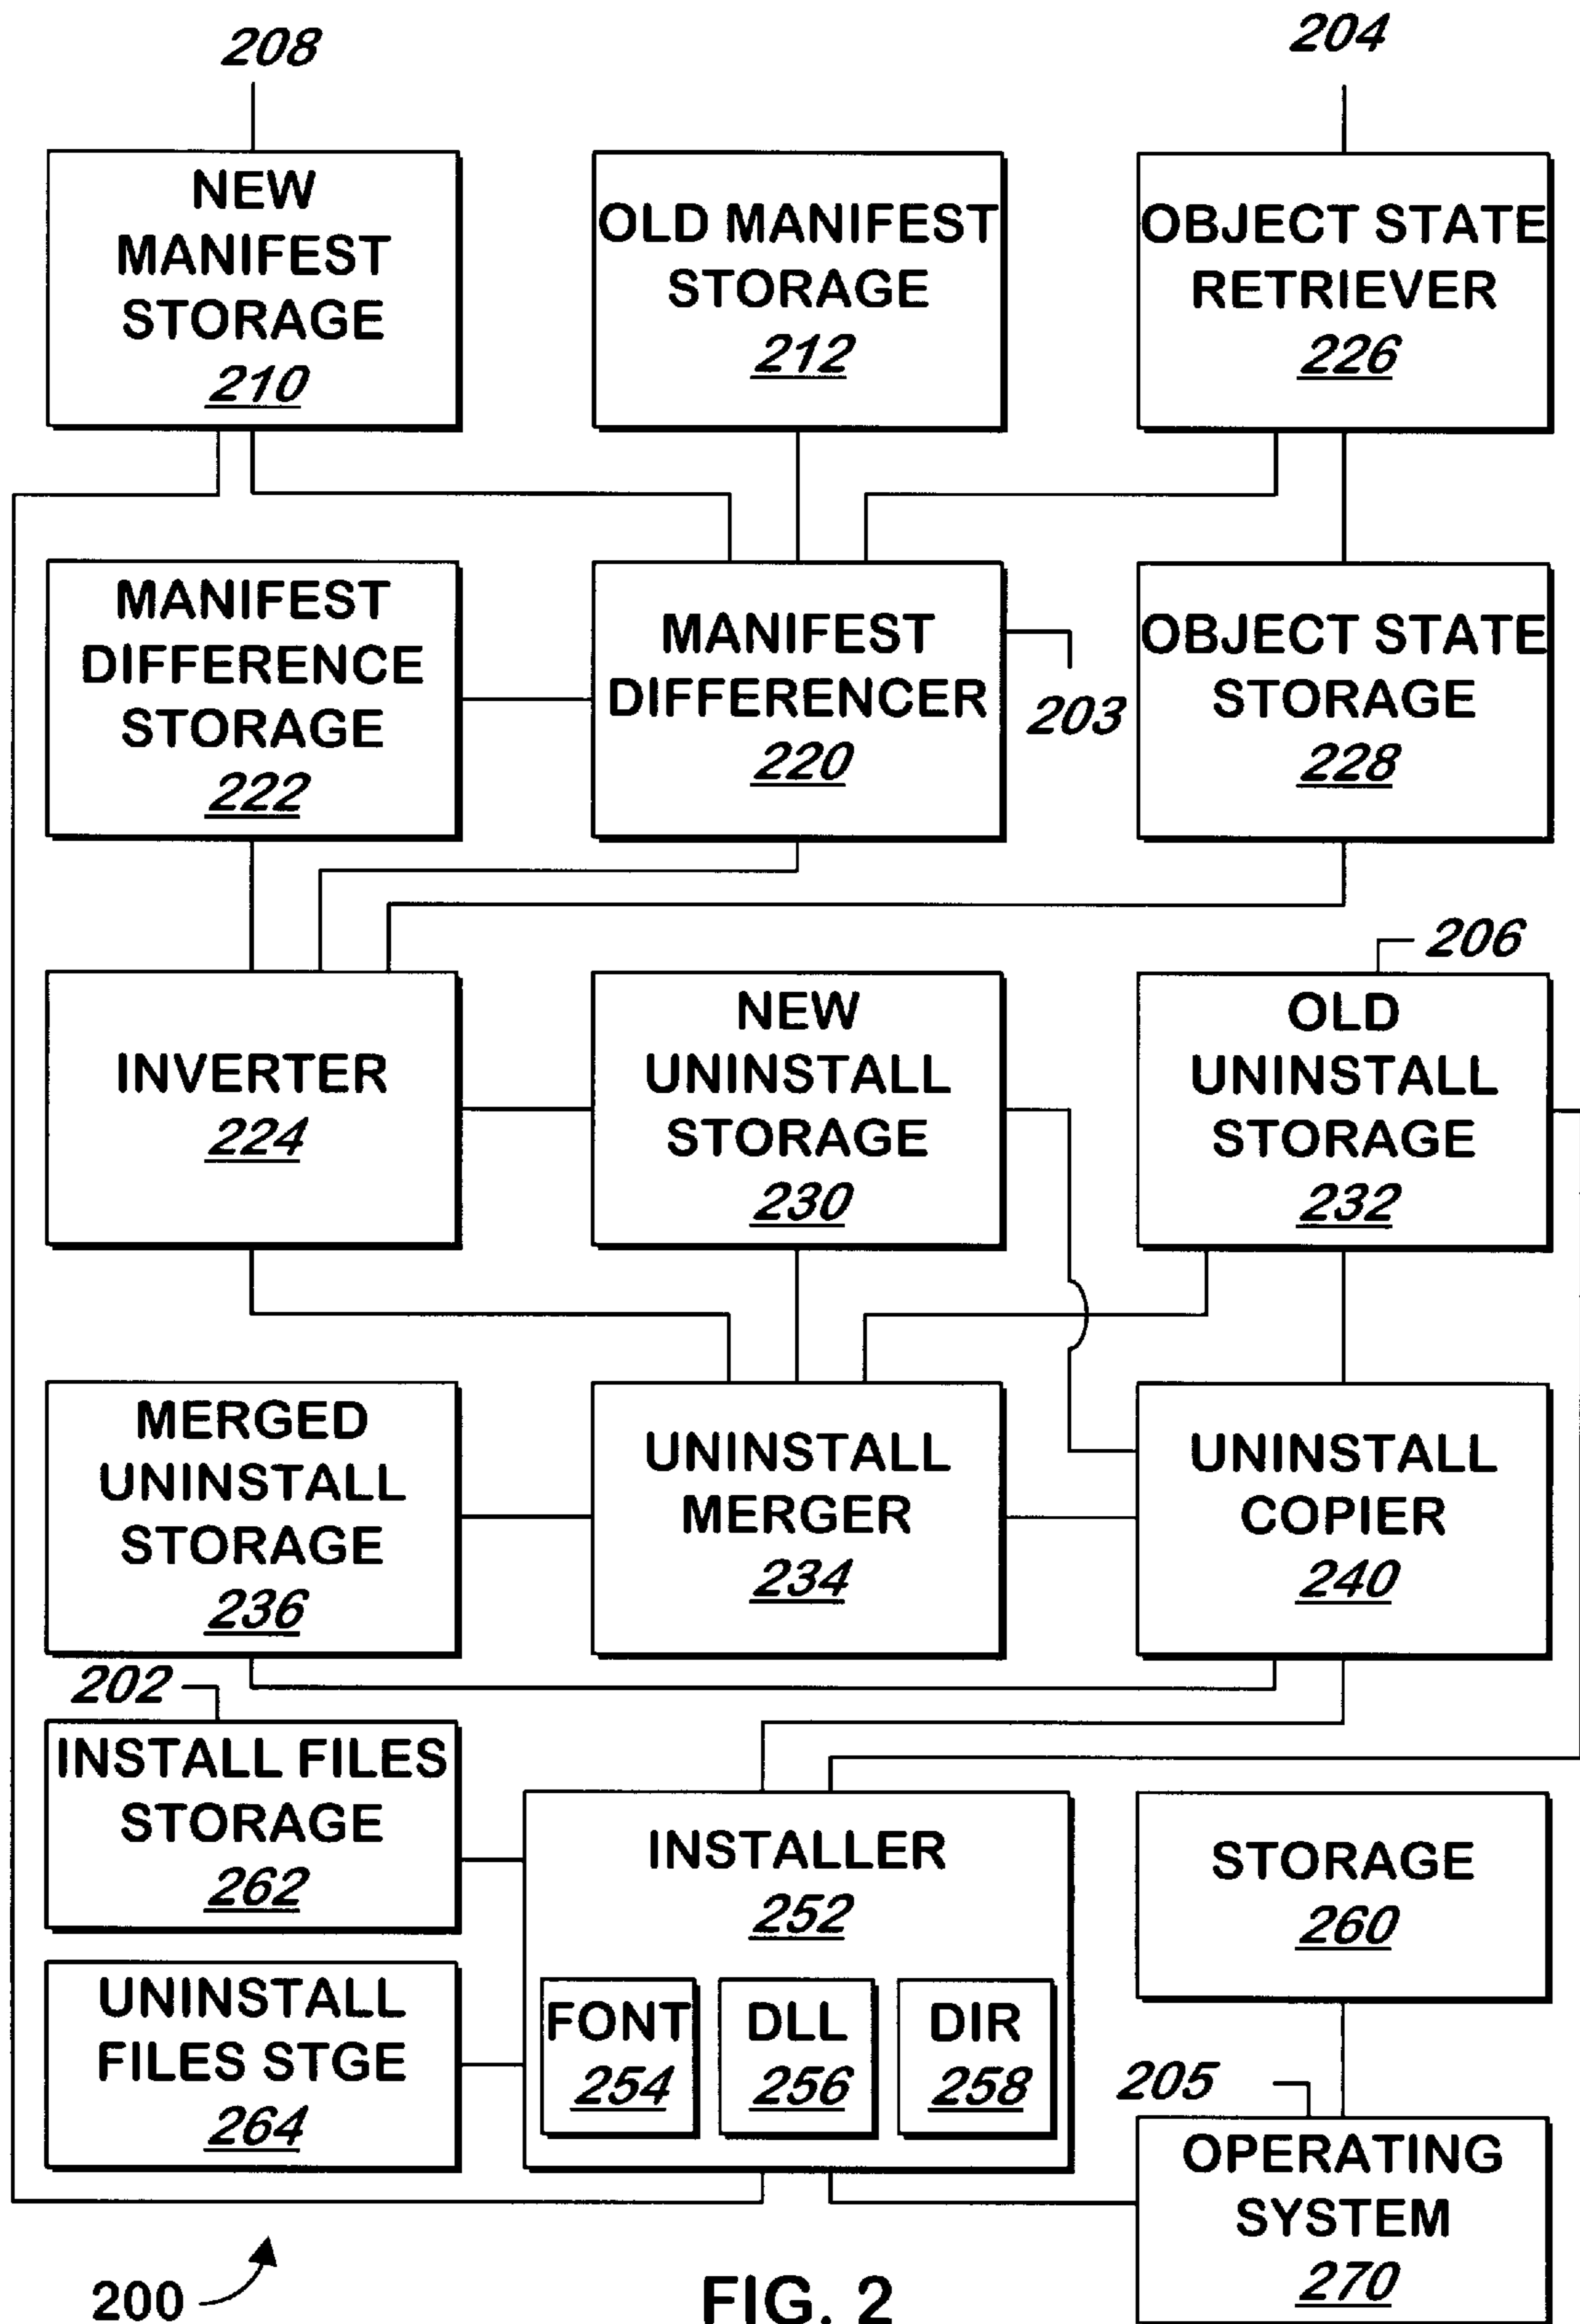 208
204
NEW
MANIFEST
STORAGE
210
OLD MANIFEST
STORAGE
212
OBJECT STATE
RETRIEVER
226
MANIFEST
DIFFERENCE
STORAGE
222
MANIFEST
DIFFERENCER
220
203
OBJECT STATE
STORAGE
228
206
INVERTER
224
NEW
UNINSTALL
STORAGE
230
OLD
UNINSTALL
STORAGE
232
MERGED
UNINSTALL
STORAGE
236
UNINSTALL
MERGER
234
UNINSTALL
COPIER
240
202
INSTALL FILES
STORAGE
262
INSTALLER
252
STORAGE
260
UNINSTALL
FILES STGE
264
FONT
254
DLL
256
DIR
258
205
OPERATING
SYSTEM
270
200
FIG. 2